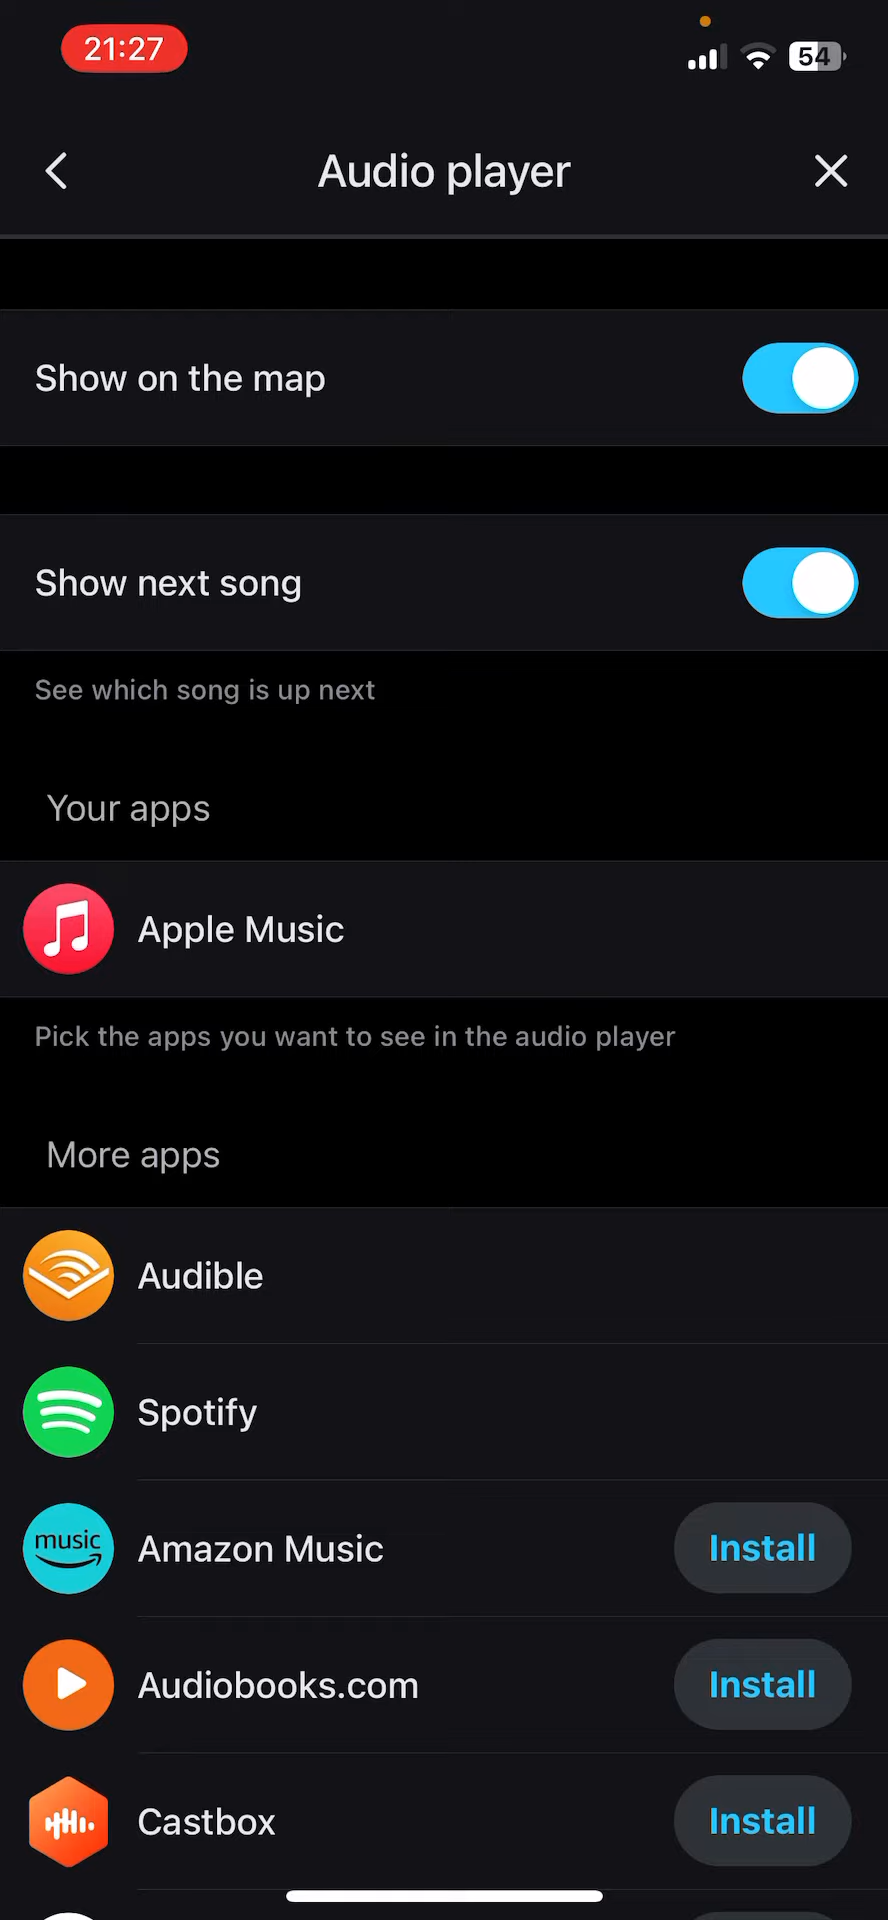 21:27
54
Audio player
Show on the map
Show next song
See which song is up next
Your apps
Apple Music
Pick the apps you want to see in the audio player
More apps
Audible
Spotify
music
Amazon Music
Install
Audiobooks.com
Install
Castbox
Install